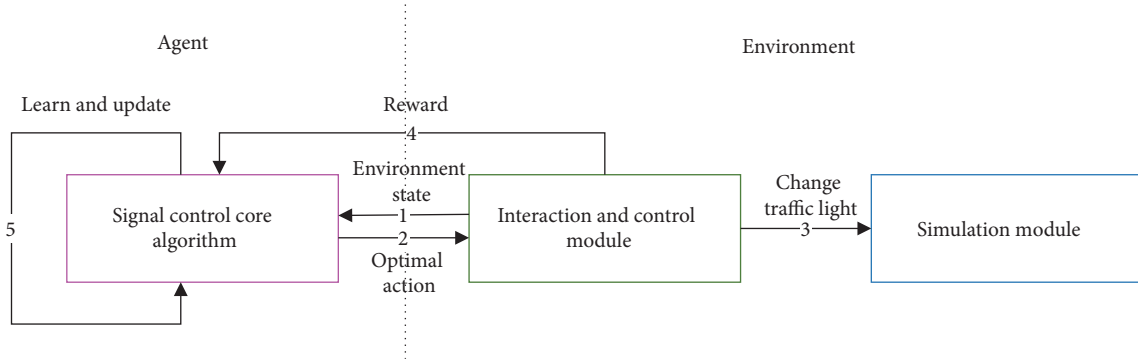 Agent
Environment
Learn and update
Reward
4
Environment
state
Change
traffic light
Signal control core
algorithm
1
Interaction and control
module
5
2
3
Simulation module
Optimal
action